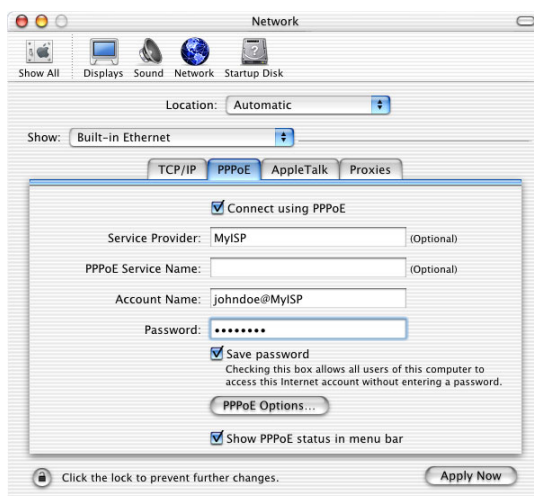 Network
Show All
Displays
Sound
Network
Startup Disk
Location:
Automatic
Show:
Built-in Ethernet
TCP/IP
PPPoE
AppleTalk
Proxies
Connect using PPPoE
Service Provider:
MyISP
(Optional)
PPPoE Service Name:
(Optional)
Account Name:
johndoe@MyISP
Password:
••••••••
Save password
Checking this box allows all users of this computer to
access this Internet account without entering a password.
PPPoE Options...
Show PPPoE status in menu bar
Click the lock to prevent further changes.
Apply Now